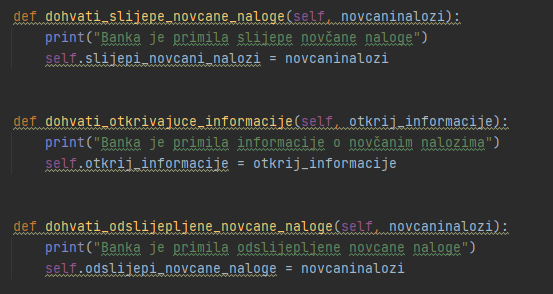 def dohvati_slijepe_novcane_naloge(self, novcaninalozi):
print("Banka je primila slijepe novčane naloge")
self.slijepi_novcani_nalozi = novcaninalozi
def dohvati_otkrivajuce_informacije(self, otkrij_informacije):
print("Banka je primila informacije o novčanim nalozima")
self.otkrij_informacije = otkrij_informacije
def dohvati_odslijepljene_novcane_naloge(self, novcaninalozi):
print("Banka je primila odslijepljene novcane naloge")
self.odslijepi_novcane_naloge = novcaninalozi